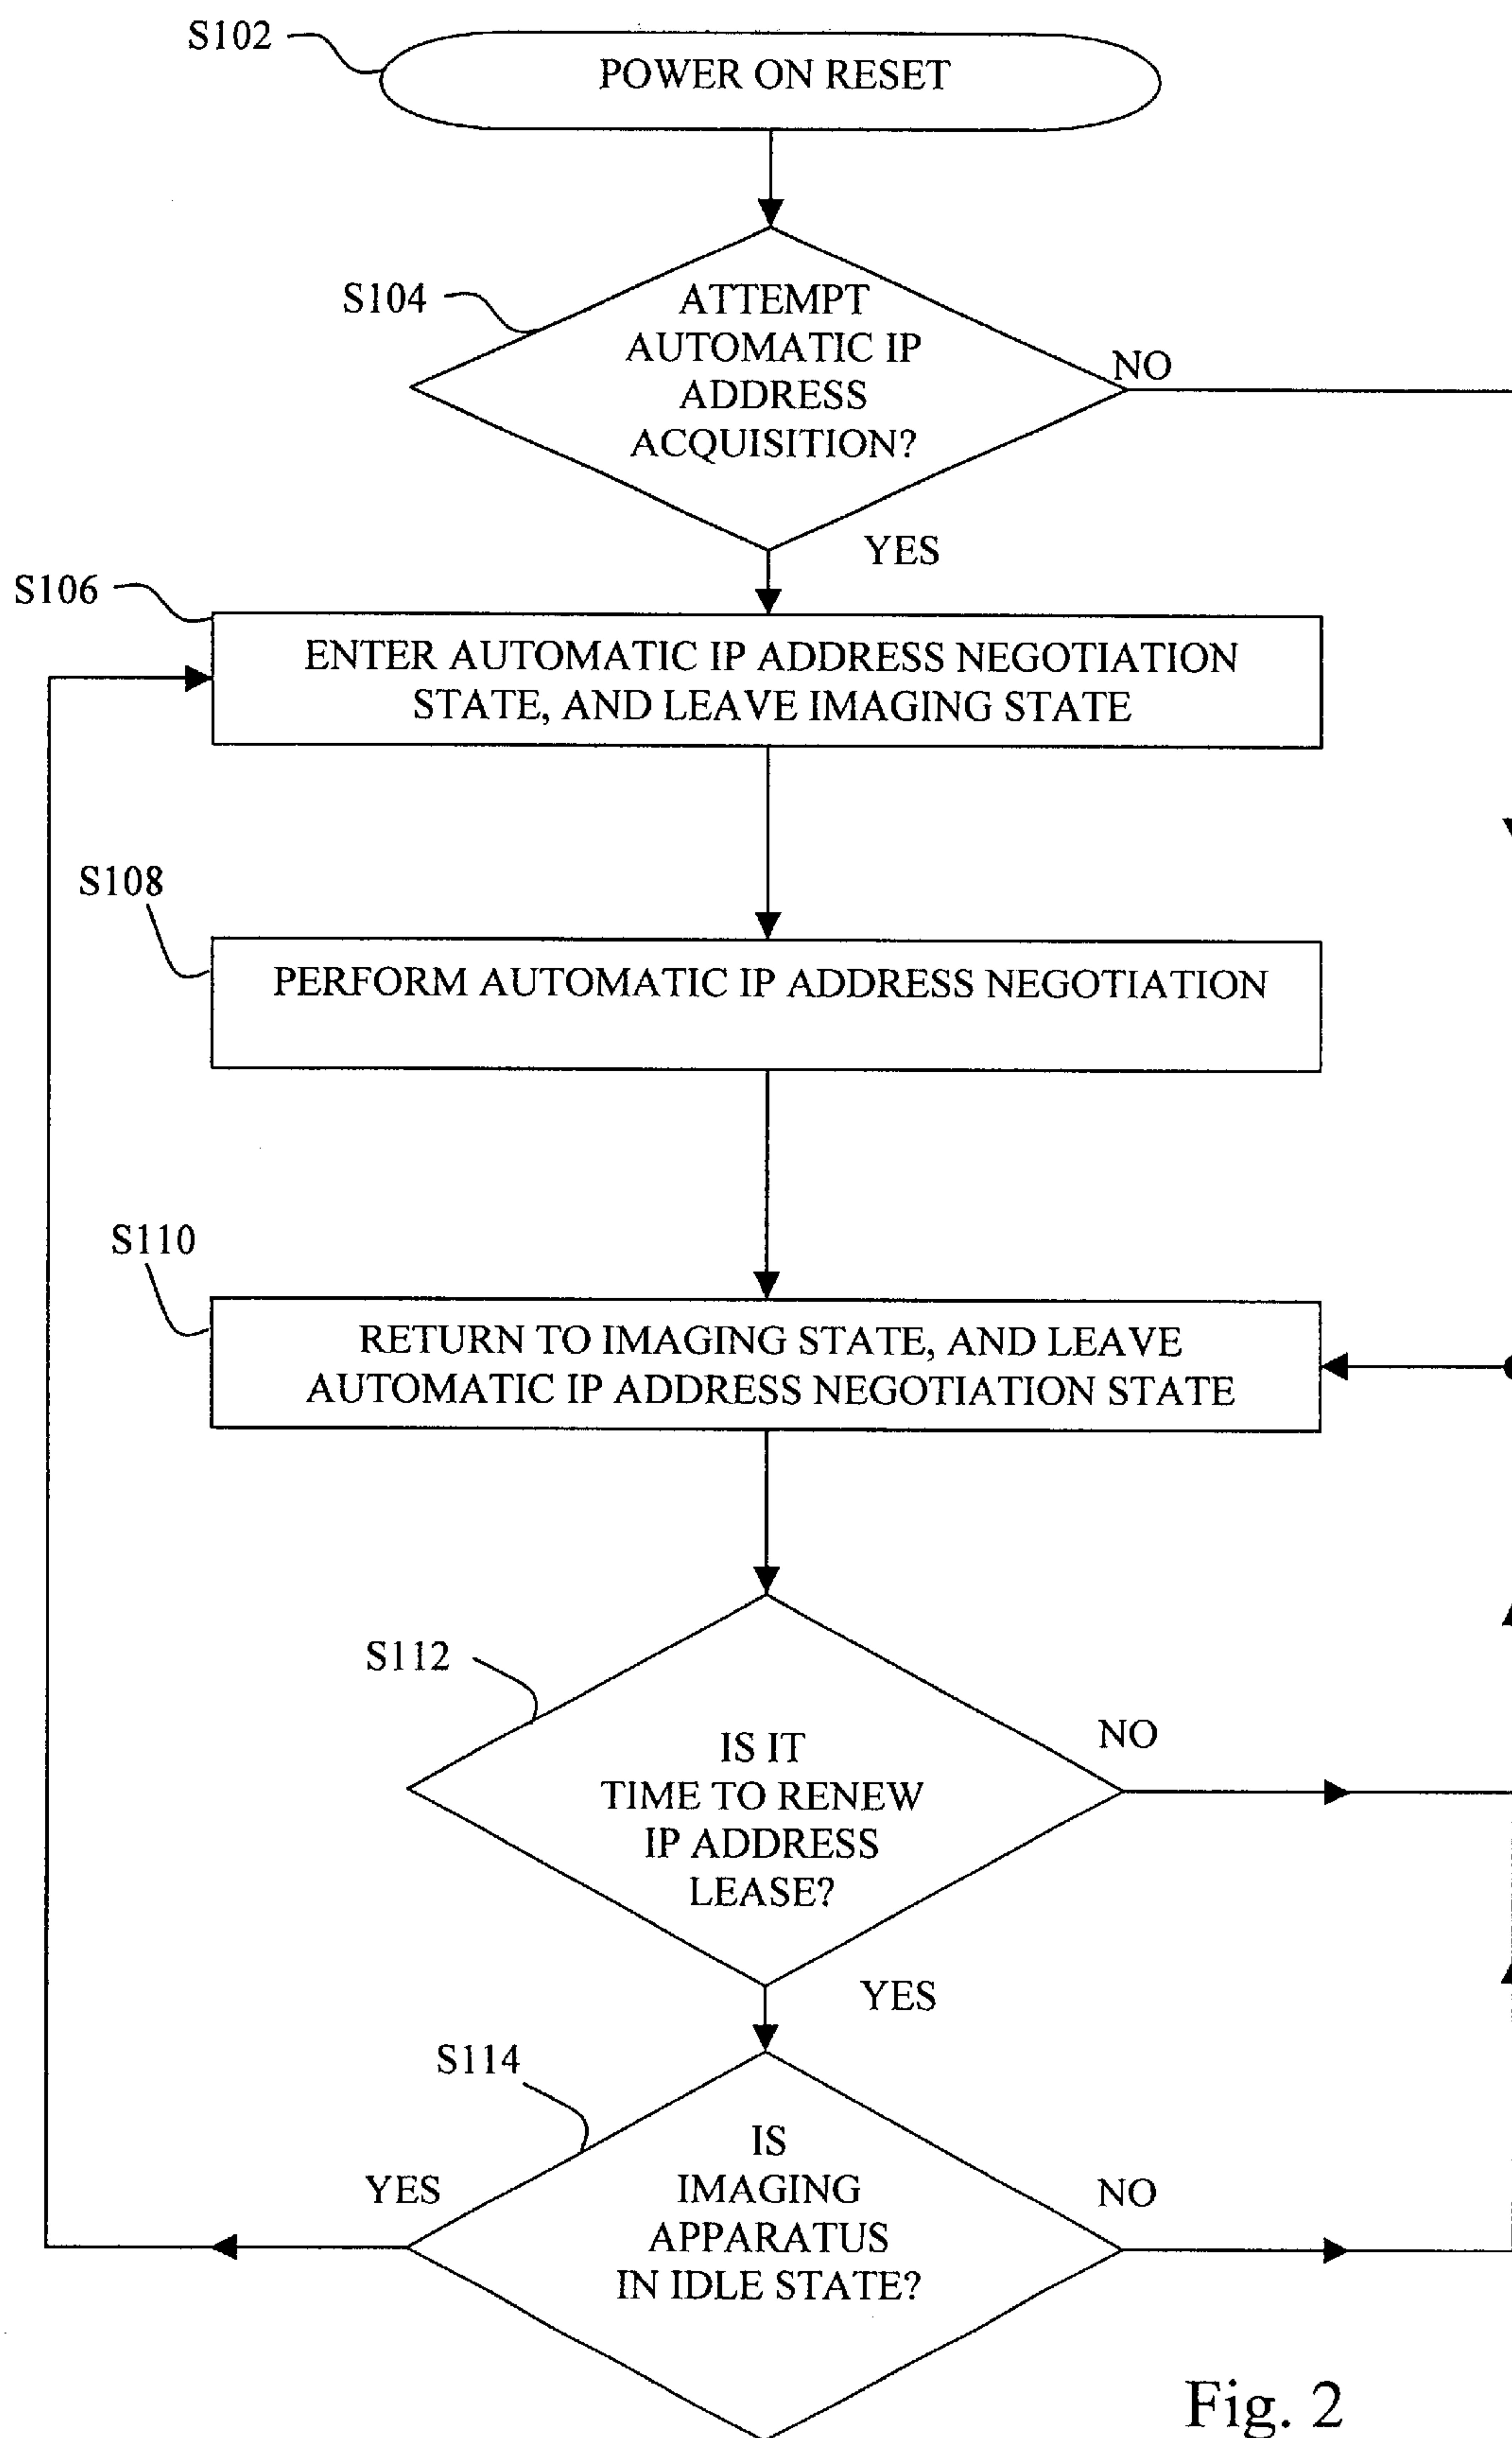 S102
POWER ON RESET
S104
ATTEMPT
AUTOMATIC IP
ADDRESS
ACQUISITION?
NO
YES
S106
ENTER AUTOMATIC IP ADDRESS NEGOTIATION
STATE, AND LEAVE IMAGING STATE
S108
PERFORM AUTOMATIC IP ADDRESS NEGOTIATION
S110
RETURN TO IMAGING STATE, AND LEAVE
AUTOMATIC IP ADDRESS NEGOTIATION STATE
S112
IS IT
TIME TO RENEW
IP ADDRESS
LEASE?
NO
YES
S114
IS
IMAGING
APPARATUS
IN IDLE STATE?
YES
NO
Fig. 2